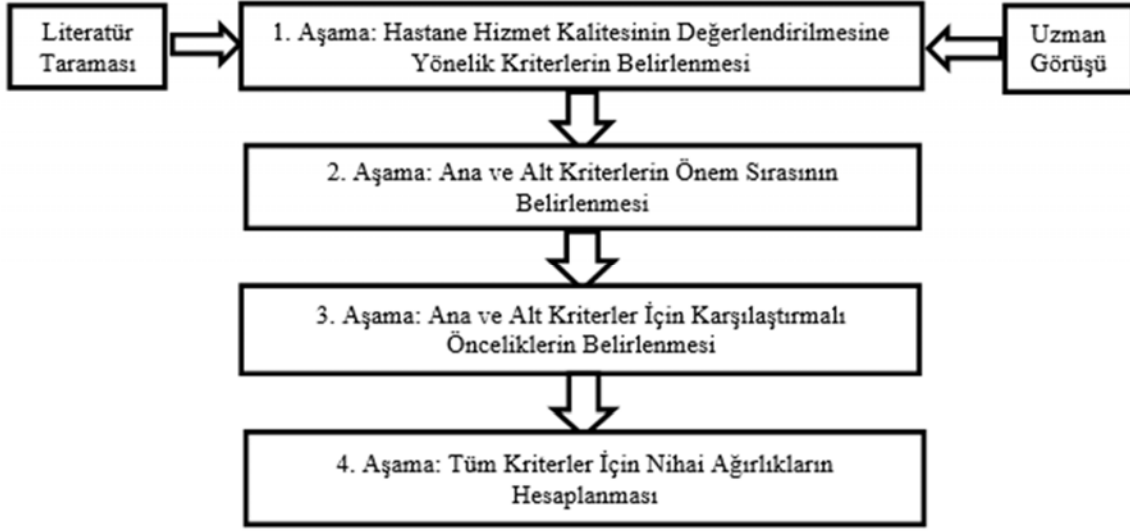 Literatür
Taraması
1. Aşama: Hastane Hizmet Kalitesinin Değerlendirilmesine
Yönelik Kriterlerin Belirlenmesi
Uzman
Görüşü
2. Aşama: Ana ve Alt Kriterlerin Önem Sırasının
Belirlenmesi
3. Aşama: Ana ve Alt Kriterler İçin Karşılaştırmalı
Önceliklerin Belirlenmesi
4. Aşama: Tüm Kriterler İçin Nihai Ağırlıkların
Hesaplanması